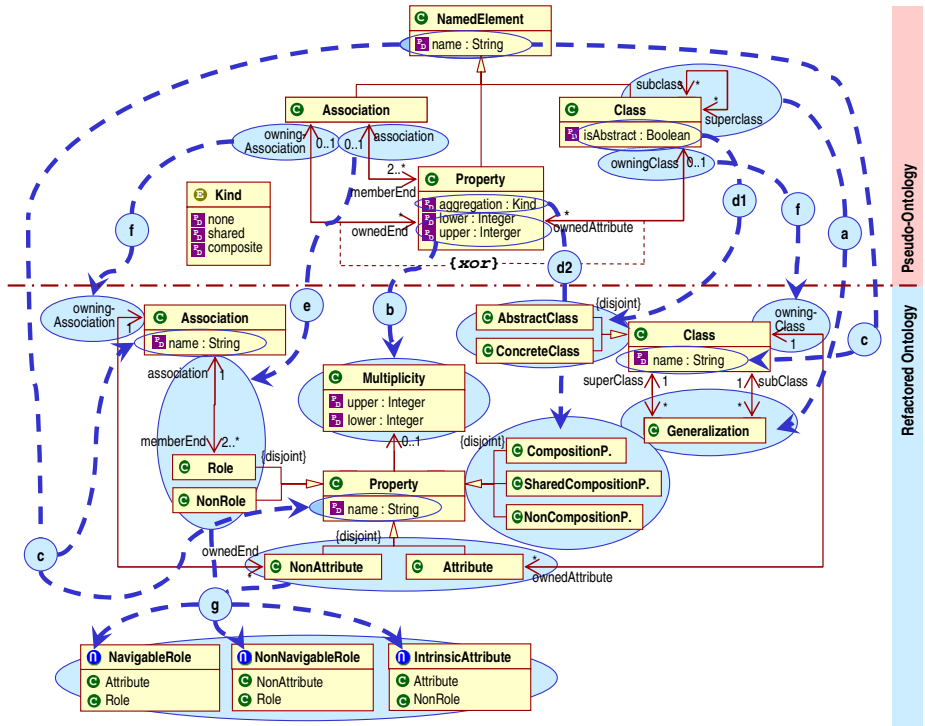 NamedElement
name : String
Association
subclass
*
*
superclass
Class
isAbstract : Boolean
owning-
Association
0..1
0..1
association
owningClass
0..1
2..*
memberEnd
Property
aggregation : Kind
lower : Integer
upper : Interger
*
ownedEnd
*
ownedAttribute
{xor}
Kind
none
shared
composite
f
d1
f
a
d2
e
b
c
Pseudo-Ontology
Refactored Ontology
owning-
Association
1
Association
name : String
association
1
memberEnd
2..*
Role
NonRole
{disjoint}
Multiplicity
upper : Integer
lower : Integer
0..1
AbstractClass
ConcreteClass
{disjoint}
Class
name : String
owning-
Class
1
superClass
1
1
subClass
*
*
Generalization
{disjoint}
CompositionP.
SharedCompositionP.
NonCompositionP.
Property
name : String
{disjoint}
c
ownedEnd
*
NonAttribute
Attribute
*
ownedAttribute
g
NavigableRole
Attribute
Role
NonNavigableRole
NonAttribute
Role
IntrinsicAttribute
Attribute
NonRole